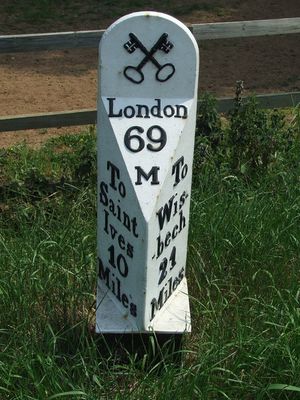 London
69
M
To
Saint
Ives
10
Miles
To
Wis-
bech
21
Miles